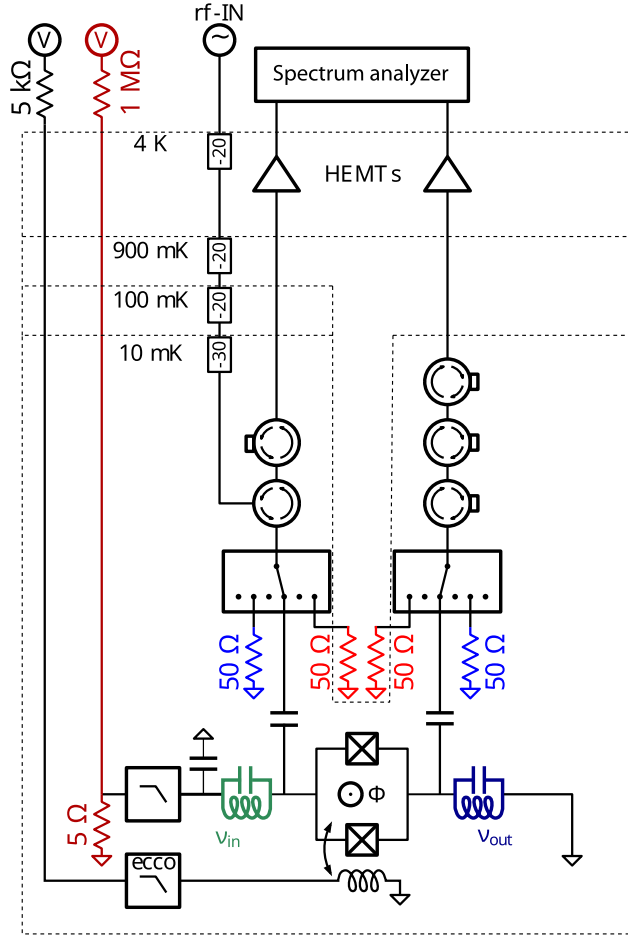 rf-IN
V
V
~
5 kΩ
1 MΩ
Spectrum analyzer
4 K
-20
HEMTs
900 mK
-20
100 mK
-20
10 mK
-30
50 Ω
50 Ω
50 Ω
50 Ω
Φ
5 Ω
νin
νout
ecco